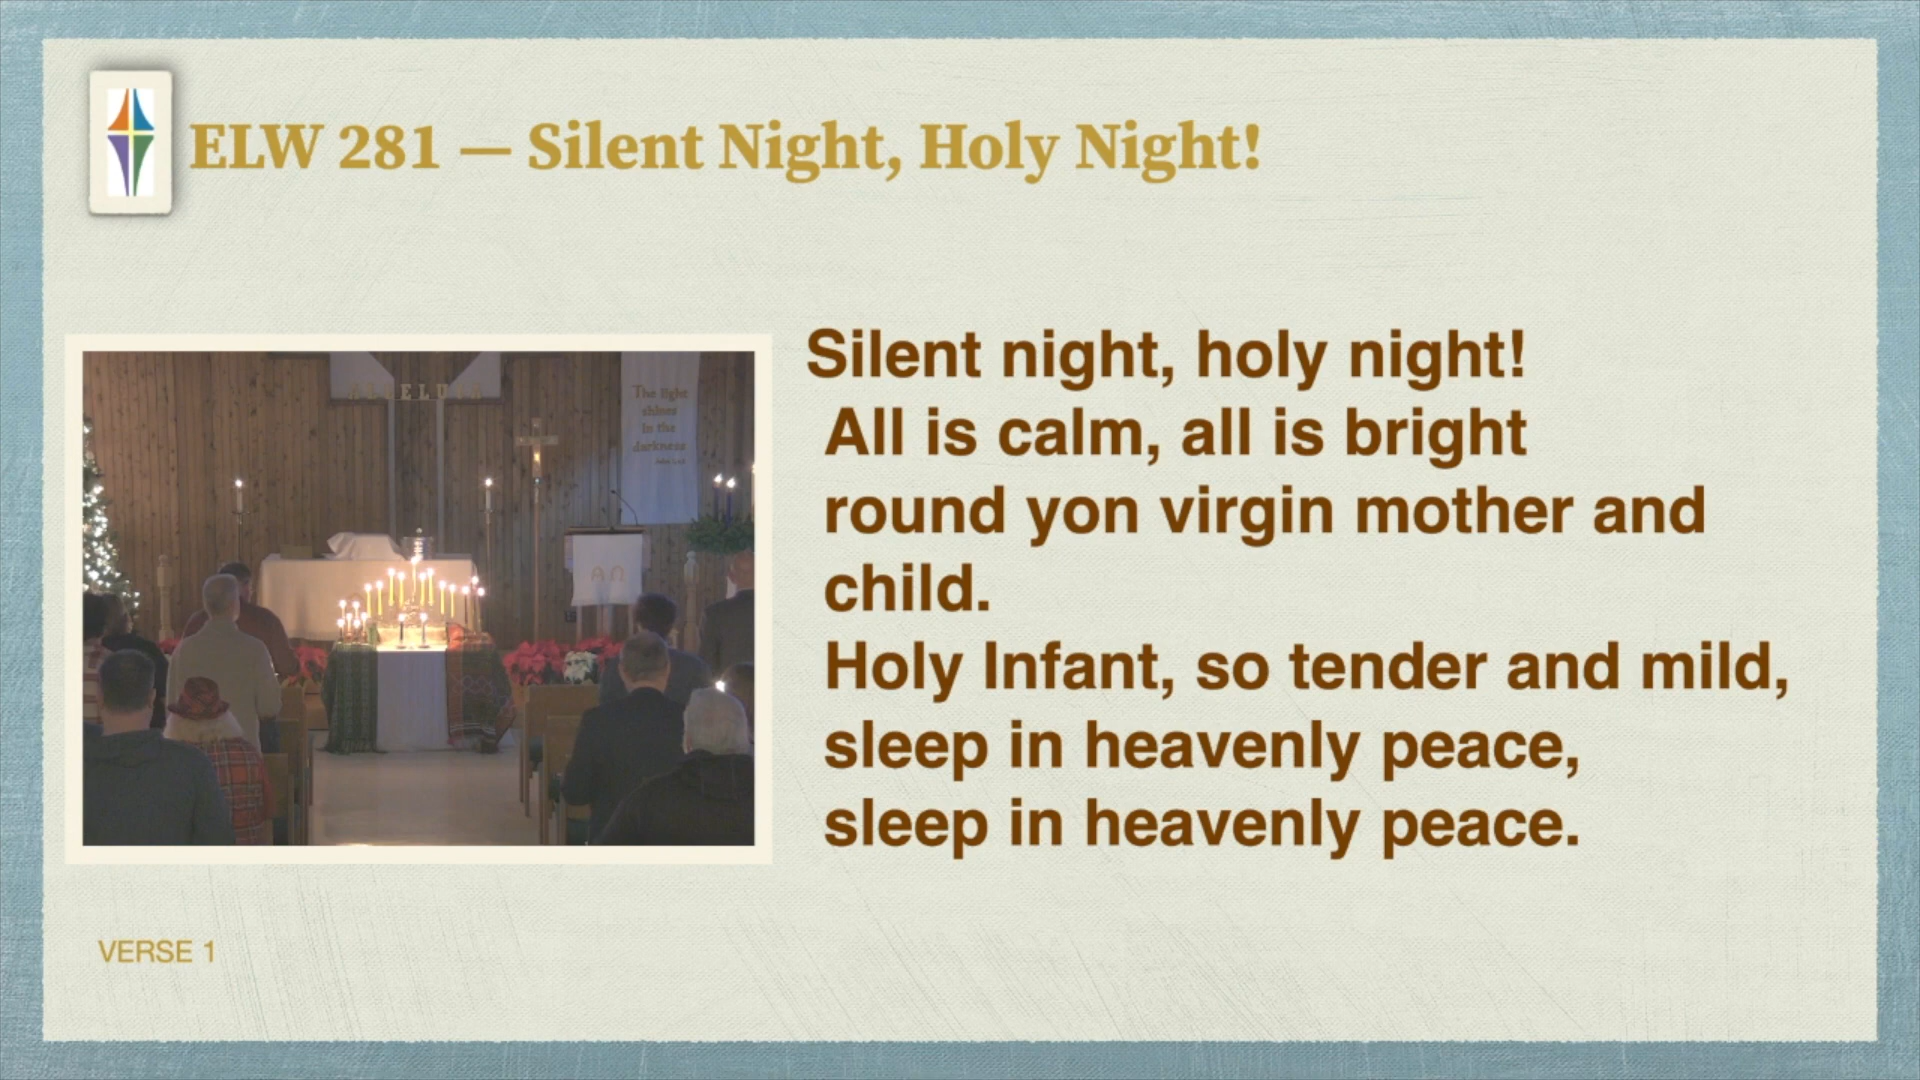 ELW 281 — Silent Night, Holy Night!
ALLELUIA
The light
shines
in the
darkness
ΑΩ
Silent night, holy night!
All is calm, all is bright
round yon virgin mother and
child.
Holy Infant, so tender and mild,
sleep in heavenly peace,
sleep in heavenly peace.
VERSE 1